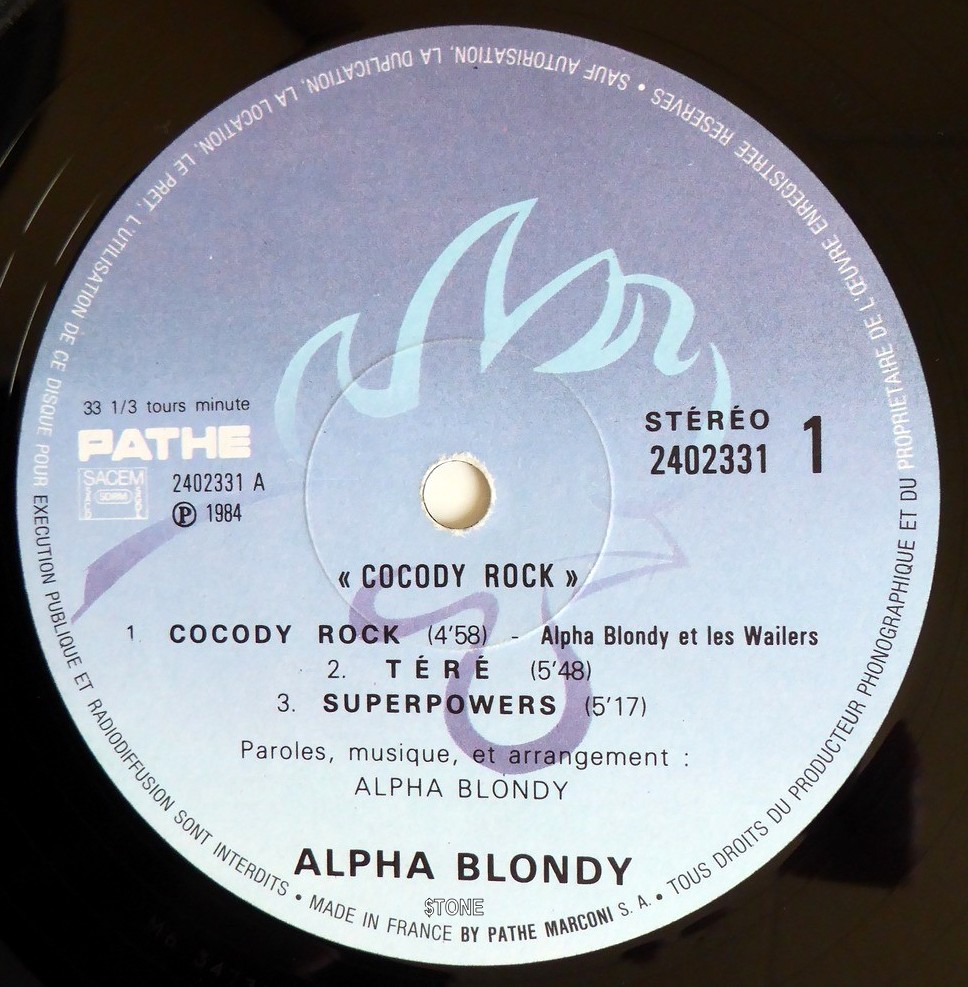 TOUS DROITS DU PRODUCTEUR PHONOGRAPHIQUE ET DU PROPRIETAIRE DE L'ŒUVRE ENREGISTREE RESERVES • SAUF AUTORISATION, LA DUPLICATION, LA LOCATION, LE PRET, L'UTILISATION DE CE DISQUE POUR EXECUTION PUBLIQUE ET RADIODIFFUSION SONT INTERDITS •
33 1/3 tours minute
PATHE
SACEM
SDRM
2402331 A
Ⓟ 1984
STÉRÉO
2402331
1
« COCODY ROCK »
1. COCODY ROCK (4'58) - Alpha Blondy et les Wailers
2. TÉRÉ (5'48)
3. SUPERPOWERS (5'17)
Paroles, musique, et arrangement :
ALPHA BLONDY
ALPHA BLONDY
$TONE
MADE IN FRANCE BY PATHE MARCONI S. A. •